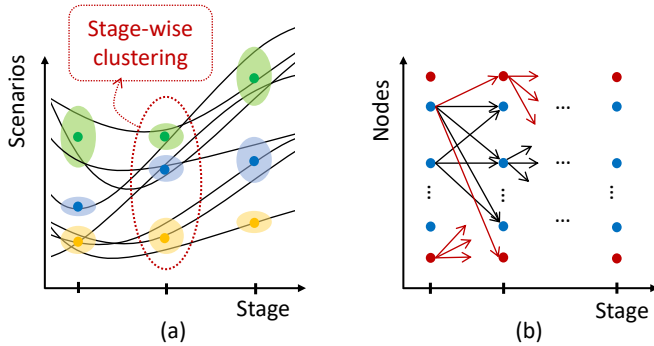 Stage-wise
clustering
Scenarios
Stage
(a)
Nodes
...
...
...
...
...
...
Stage
(b)